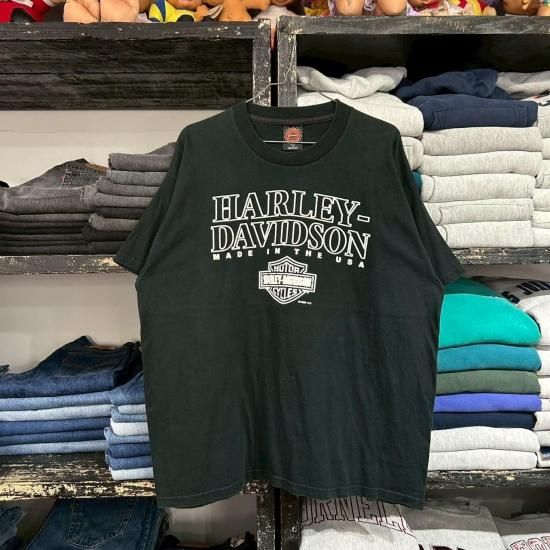 HARLEY-
DAVIDSON
MADE IN THE USA
MOTOR
HARLEY-DAVIDSON
CYCLES